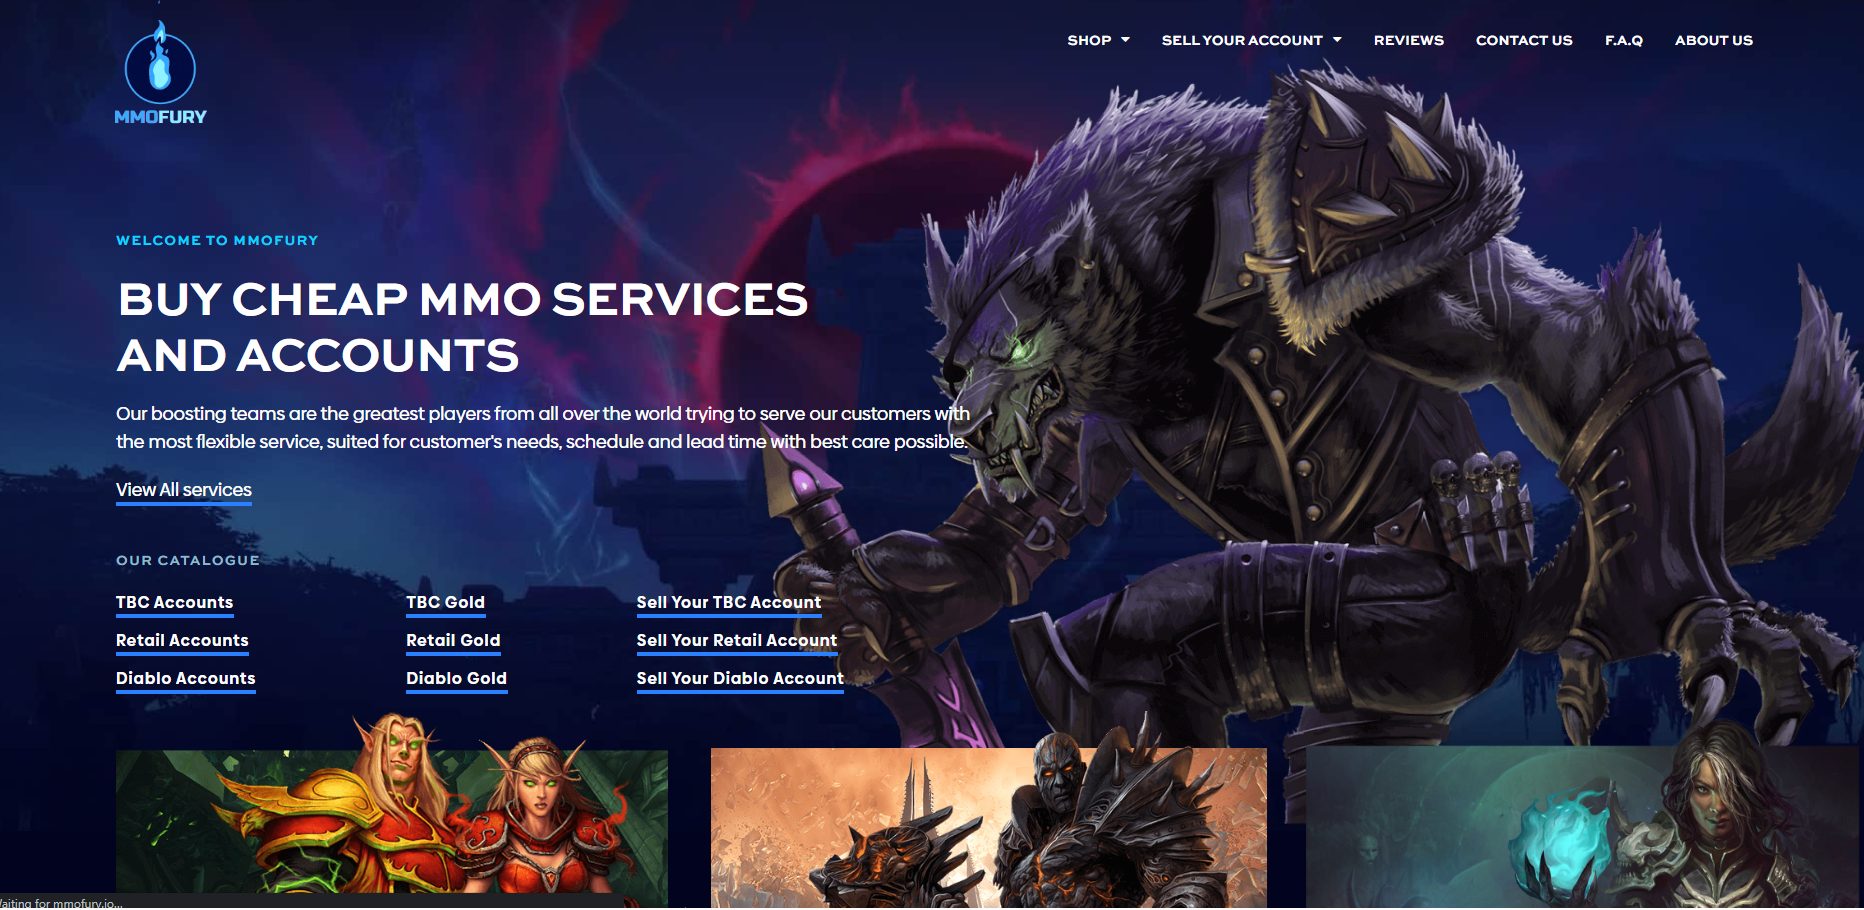 SHOP
SELL YOUR ACCOUNT
REVIEWS
CONTACT US
F.A.Q
ABOUT US
MMOFURY
WELCOME TO MMOFURY
BUY CHEAP MMO SERVICES
AND ACCOUNTS
Our boosting teams are the greatest players from all over the world trying to serve our customers with
the most flexible service, suited for customer's needs, schedule and lead time with best care possible.
View All services
OUR CATALOGUE
TBC Accounts
TBC Gold
Sell Your TBC Account
Retail Accounts
Retail Gold
Sell Your Retail Account
Diablo Accounts
Diablo Gold
Sell Your Diablo Account
Waiting for mmofury.io...